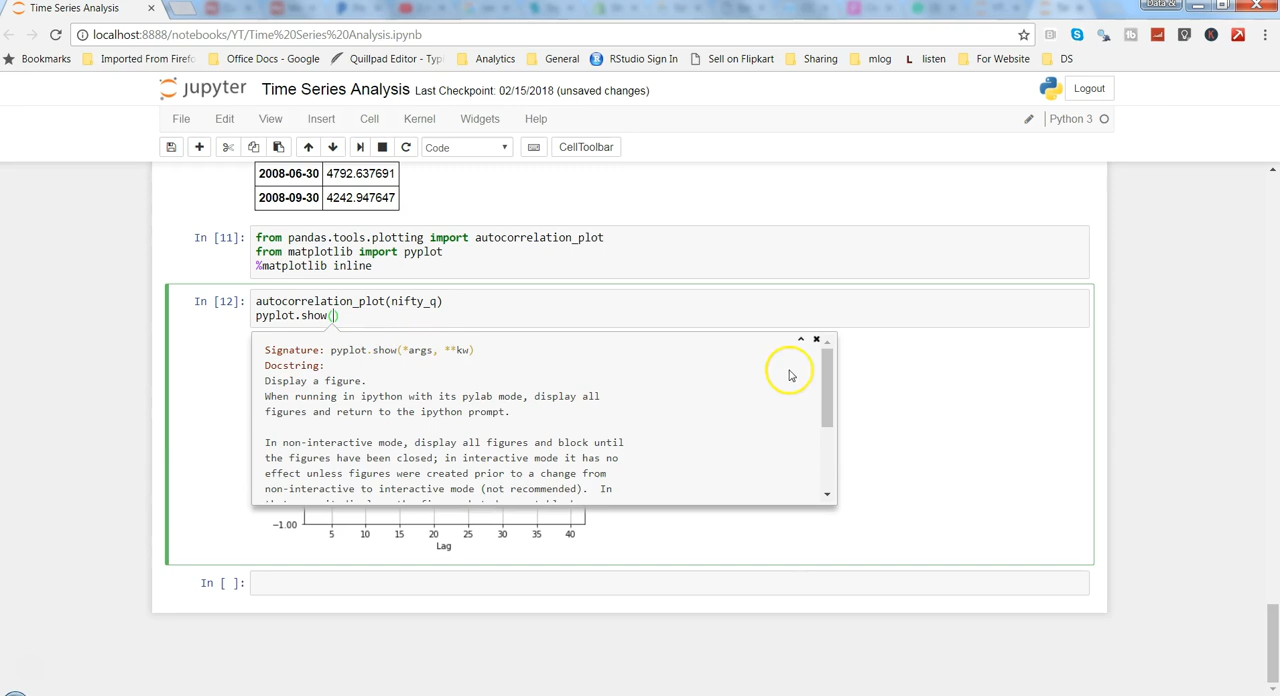 Time Series Analysis
Data &
localhost:8888/notebooks/YT/Time%20Series%20Analysis.ipynb
Bookmarks Imported From Firefo Office Docs - Google Quillpad Editor - Typi Analytics General RStudio Sign In Sell on Flipkart Sharing mlog L listen For Website DS
jupyter Time Series Analysis Last Checkpoint: 02/15/2018 (unsaved changes) Logout
File Edit View Insert Cell Kernel Widgets Help Python 3
Code CellToolbar
2008-06-30 4792.637691
2008-09-30 4242.947647
In [11]: from pandas.tools.plotting import autocorrelation_plot
from matplotlib import pyplot
%matplotlib inline
In [12]: autocorrelation_plot(nifty_q)
pyplot.show()
Signature: pyplot.show(*args, **kw)
Docstring:
Display a figure.
When running in ipython with its pylab mode, display all
figures and return to the ipython prompt.
In non-interactive mode, display all figures and block until
the figures have been closed; in interactive mode it has no
effect unless figures were created prior to a change from
non-interactive to interactive mode (not recommended). In
−1.00
5 10 15 20 25 30 35 40
Lag
In [ ]: